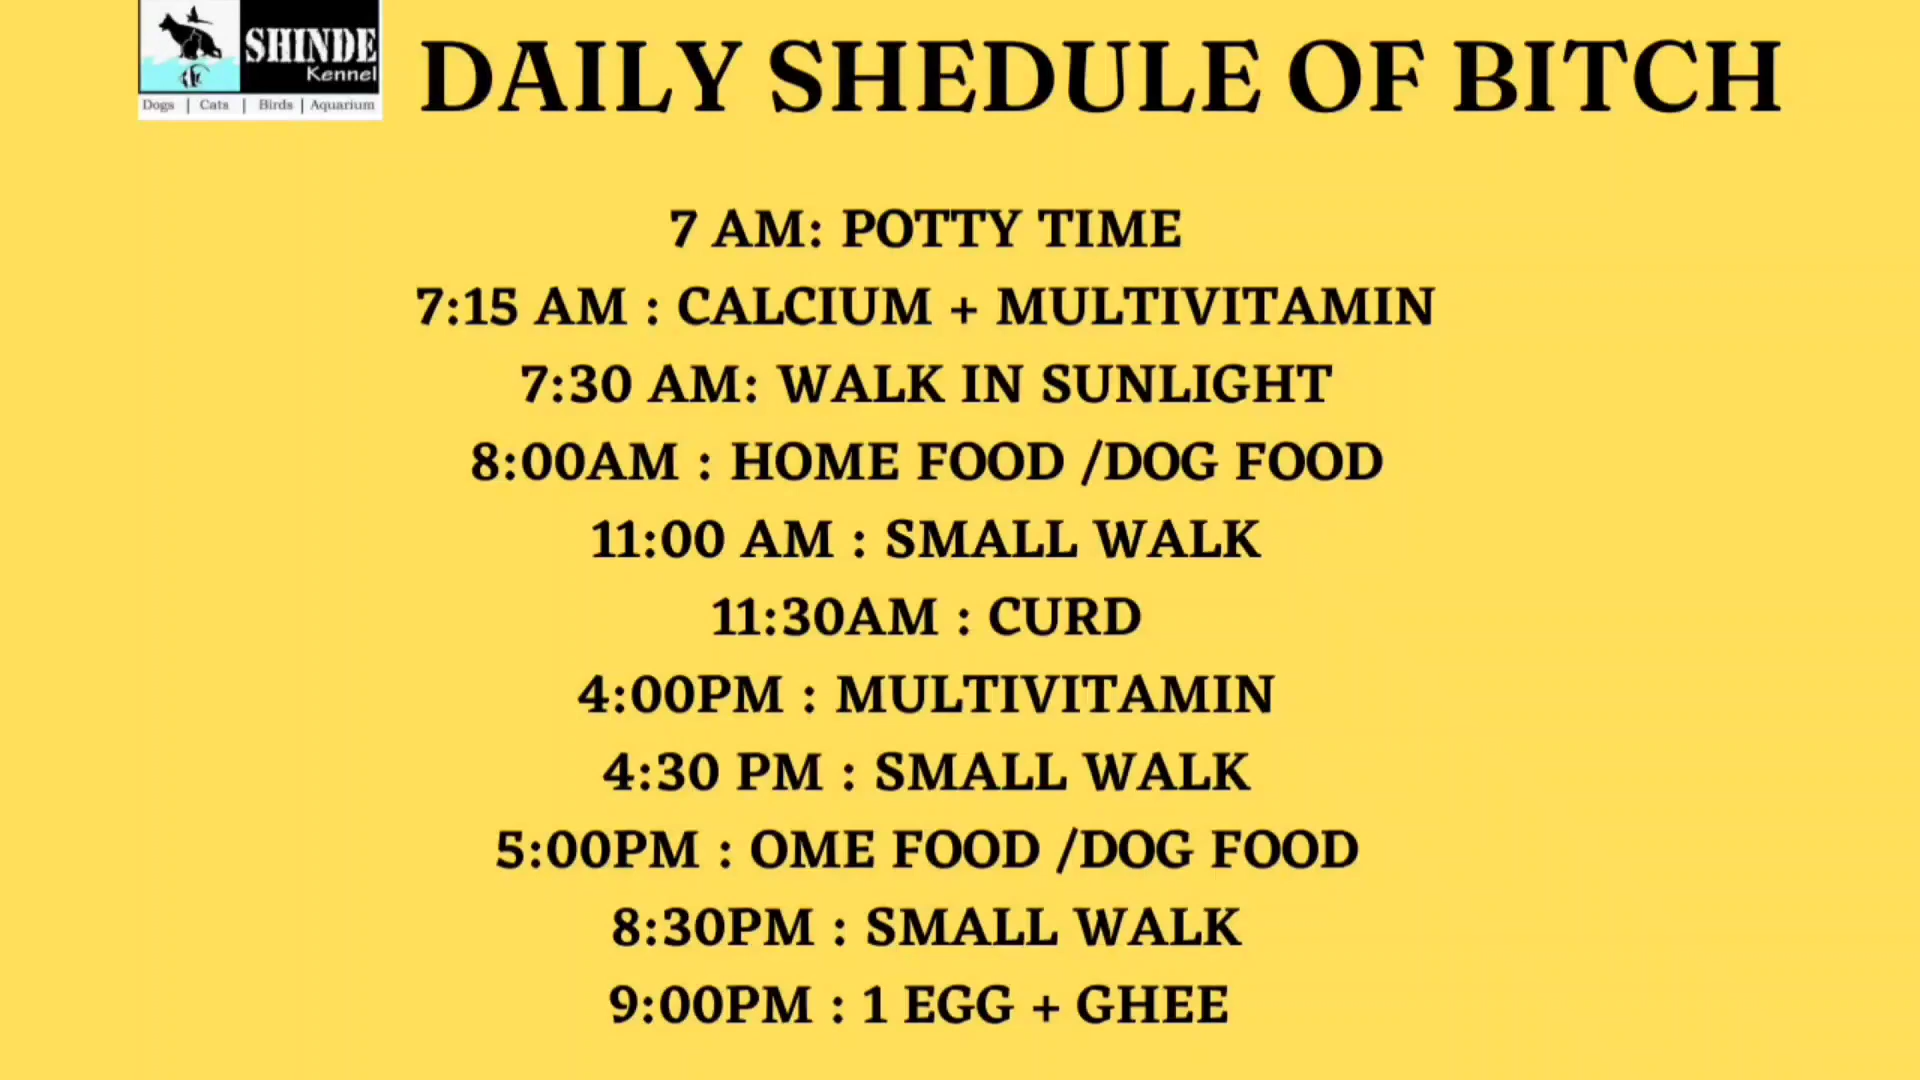 SHINDE
Kennel
Dogs | Cats | Birds | Aquarium
DAILY SHEDULE OF BITCH
7 AM: POTTY TIME
7:15 AM : CALCIUM + MULTIVITAMIN
7:30 AM: WALK IN SUNLIGHT
8:00AM : HOME FOOD /DOG FOOD
11:00 AM : SMALL WALK
11:30AM : CURD
4:00PM : MULTIVITAMIN
4:30 PM : SMALL WALK
5:00PM : OME FOOD /DOG FOOD
8:30PM : SMALL WALK
9:00PM : 1 EGG + GHEE